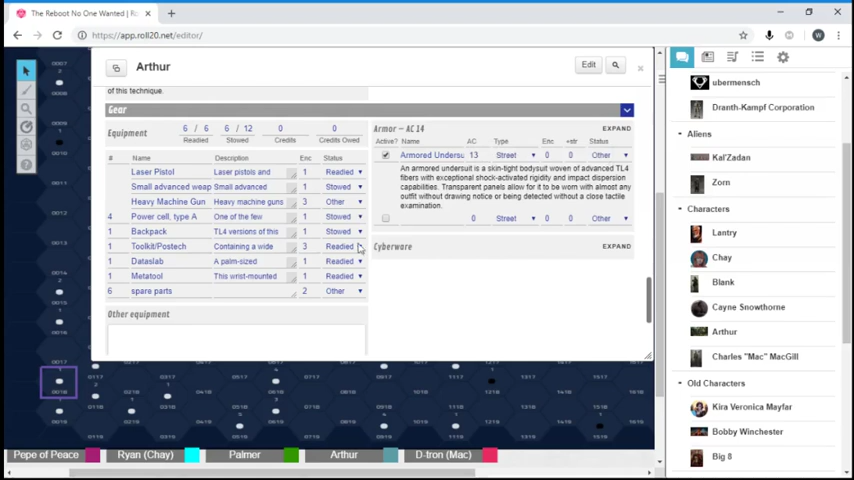 The Reboot No One Wanted | Roll2
https://app.roll20.net/editor/
W
Arthur
Edit
of this technique.
Gear
Equipment
6 / 6
6 / 12
0
0
Readied
Stowed
Credits
Credits Owed
# Name Description Enc Status
Laser Pistol Laser pistols and 1 Readied
Small advanced weap Small advanced 1 Stowed
Heavy Machine Gun Heavy machine guns 3 Other
4 Power cell, type A One of the few 1 Stowed
1 Backpack TL4 versions of this 1 Stowed
1 Toolkit/Postech Containing a wide 3 Readied
1 Dataslab A palm-sized 1 Readied
1 Metatool This wrist-mounted 1 Readied
6 spare parts 2 Other
Other equipment
Armor – AC 14
EXPAND
Active? Name AC Type Enc +str Status
Armored Undersu 13 Street 0 0 Other
An armored undersuit is a skin-tight bodysuit woven of advanced TL4
fibers with exceptional shock-activated rigidity and impact dispersion
capabilities. Transparent panels allow for it to be worn with almost any
outfit without drawing notice or being detected without a close tactile
examination.
0 Street 0 0 Other
Cyberware
EXPAND
ubermensch
Dranth-Kampf Corporation
Aliens
Kal'Zadan
Zorn
Characters
Lantry
Chay
Blank
Cayne Snowthorne
Arthur
Charles "Mac" MacGill
Old Characters
Kira Veronica Mayfar
Bobby Winchester
Big 8
Pepe of Peace
Ryan (Chay)
Palmer
Arthur
D-tron (Mac)